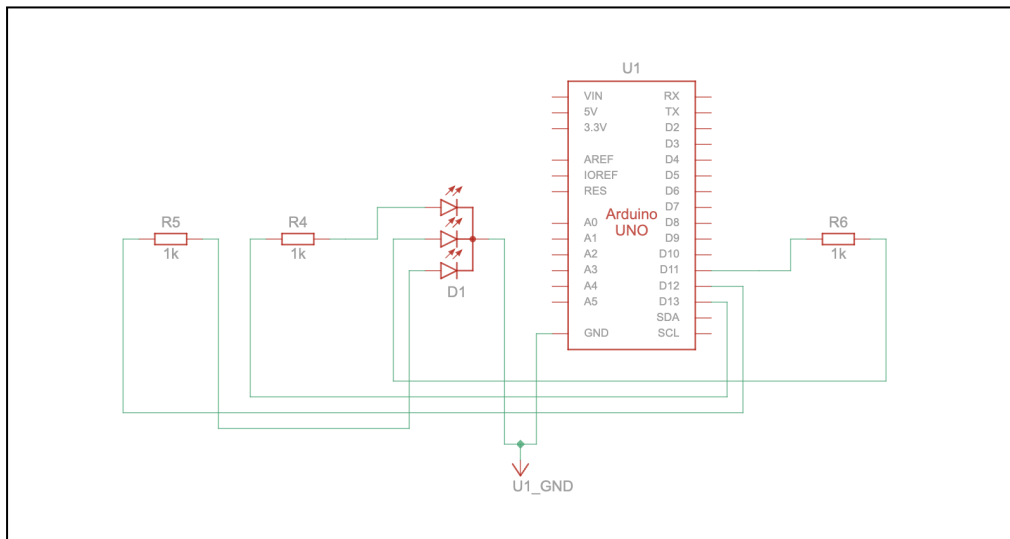 U1
VIN RX
5V TX
3.3V D2
D3
AREF D4
IOREF D5
RES D6
D7
Arduino
UNO
A0 D8
A1 D9
A2 D10
A3 D11
A4 D12
A5 D13
SDA
GND SCL
R5
1k
R4
1k
D1
R6
1k
U1_GND